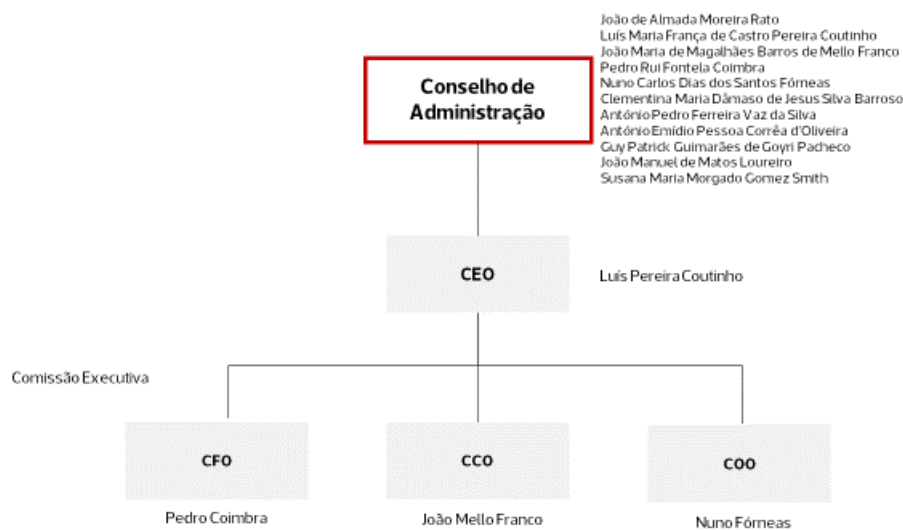 João de Almada Moreira Rato
Luís Maria França de Castro Pereira Coutinho
João Maria de Magalhães Barros de Mello Franco
Pedro Rui Fontela Coimbra
Nuno Carlos Dias dos Santos Fórneas
Clementina Maria Dâmaso de Jesus Silva Barroso
António Pedro Ferreira Vaz da Silva
António Emídio Pessoa Corrêa d'Oliveira
Guy Patrick Guimarães de Goyri Pacheco
João Manuel de Matos Loureiro
Susana Maria Morgado Gomez Smith
Conselho de
Administração
CEO
Luís Pereira Coutinho
Comissão Executiva
CFO
CCO
COO
Pedro Coimbra
João Mello Franco
Nuno Fórneas